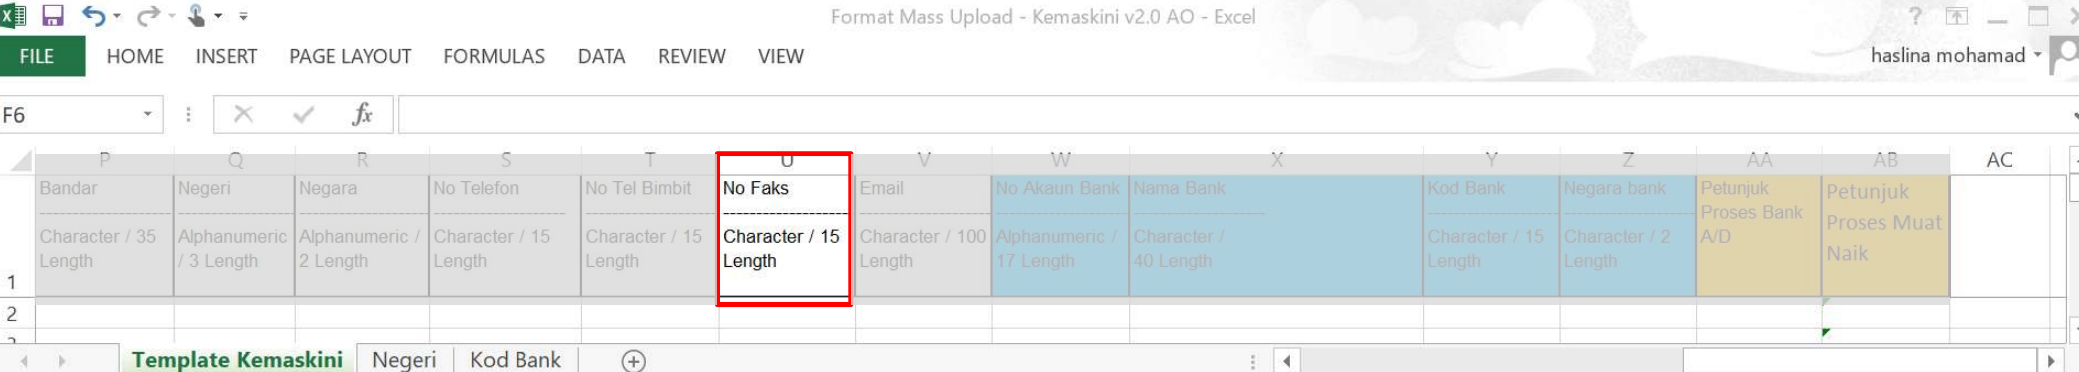 Format Mass Upload - Kemaskini v2.0 AO - Excel
?
FILE HOME INSERT PAGE LAYOUT FORMULAS DATA REVIEW VIEW
haslina mohamad
F6
fx
P Q R S T U V W X Y Z AA AB AC
1
Bandar
--------------------
Character / 35
Length
Negeri
--------------------
Alphanumeric
/ 3 Length
Negara
--------------------
Alphanumeric /
2 Length
No Telefon
--------------------
Character / 15
Length
No Tel Bimbit
--------------------
Character / 15
Length
No Faks
--------------------
Character / 15
Length
Email
--------------------
Character / 100
Length
No Akaun Bank
--------------------
Alphanumeric /
17 Length
Nama Bank
--------------------
Character /
40 Length
Kod Bank
--------------------
Character / 15
Length
Negara bank
--------------------
Character / 2
Length
Petunjuk
Proses Bank
A/D
Petunjuk
Proses Muat
Naik
2
Template Kemaskini Negeri Kod Bank